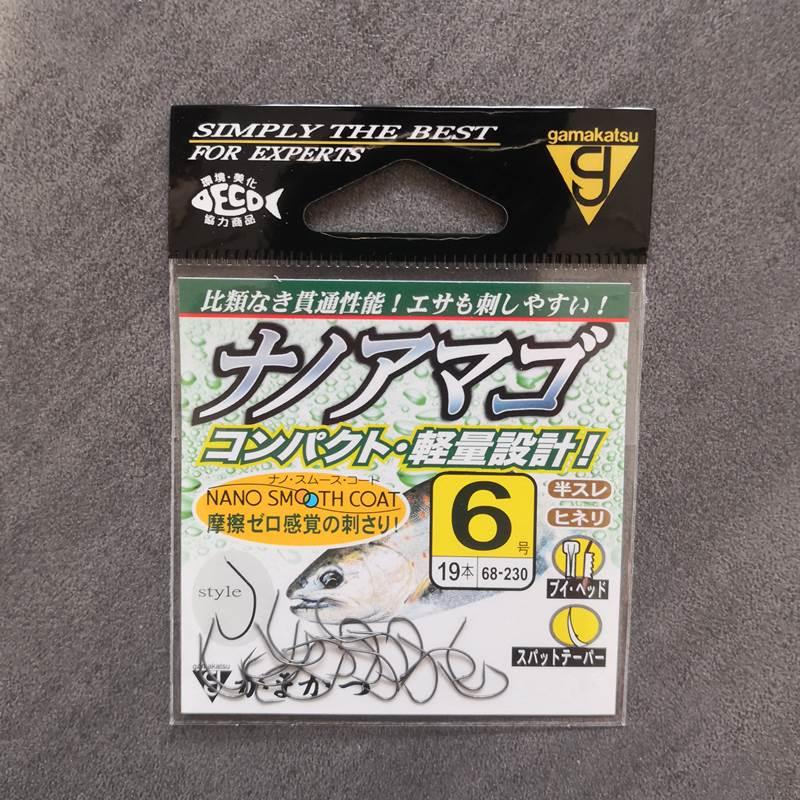 SIMPLY THE BEST
FOR EXPERTS
gamakatsu
g
環境・美化
DECO
協力商品
比類なき貫通性能！エサも刺しやすい！
ナノアマゴ
コンパクト・軽量設計！
ナノ・スムース・コート
NANO SMOOTH COAT
摩擦ゼロ感覚の刺さり！
6号
19本
68-230
半スレ
ヒネリ
ブイ・ヘッド
スパットテーパー
style
gamakatsu
がまかつ